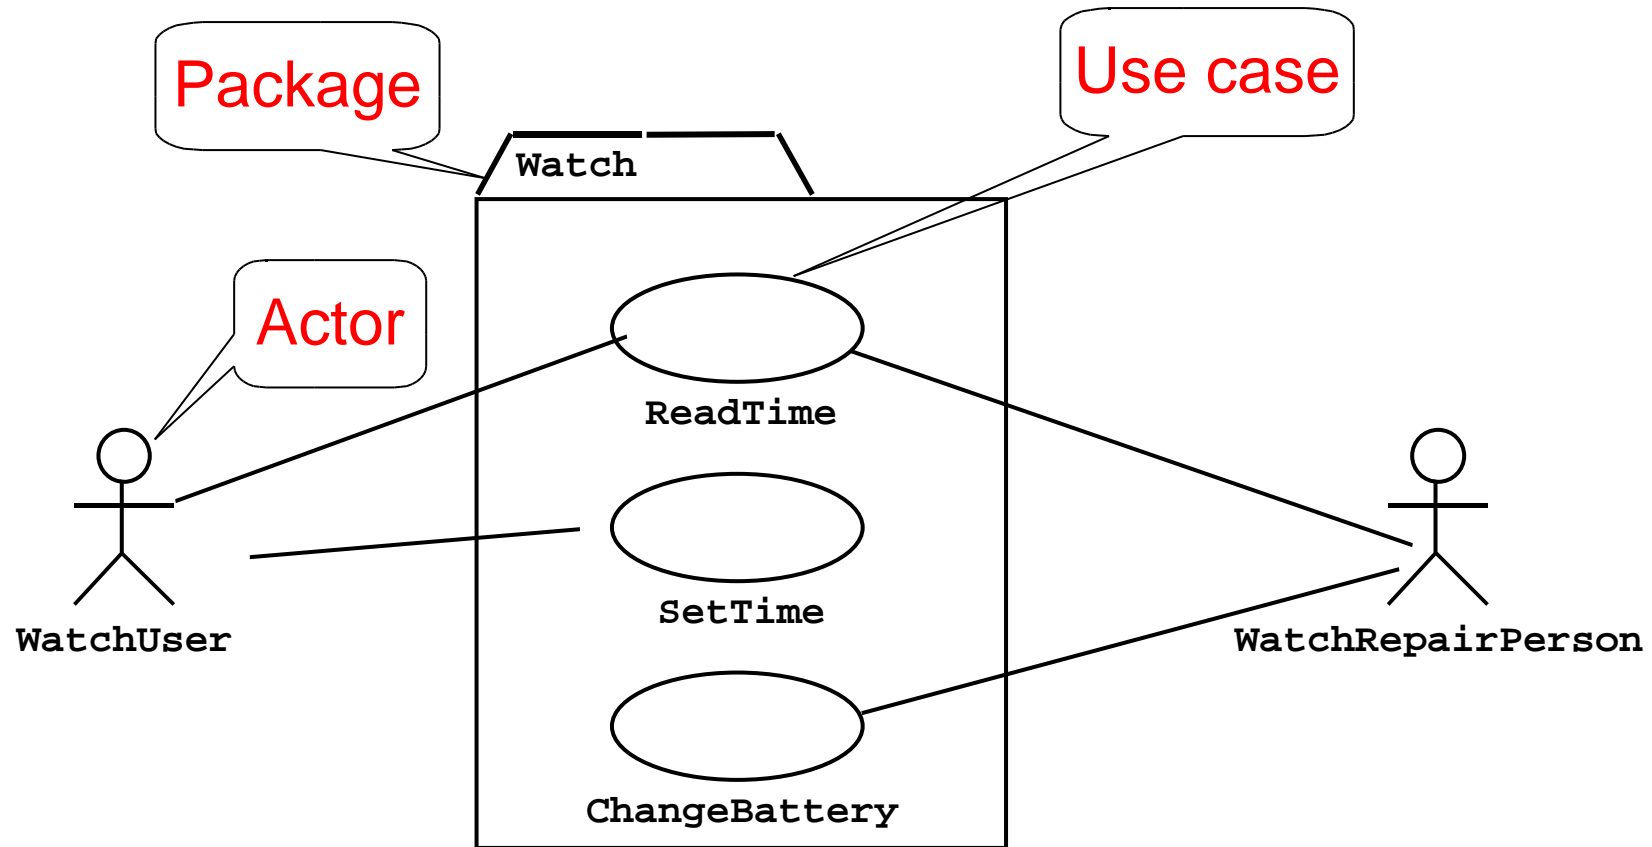 Package
Use case
Watch
Actor
ReadTime
SetTime
WatchUser
WatchRepairPerson
ChangeBattery